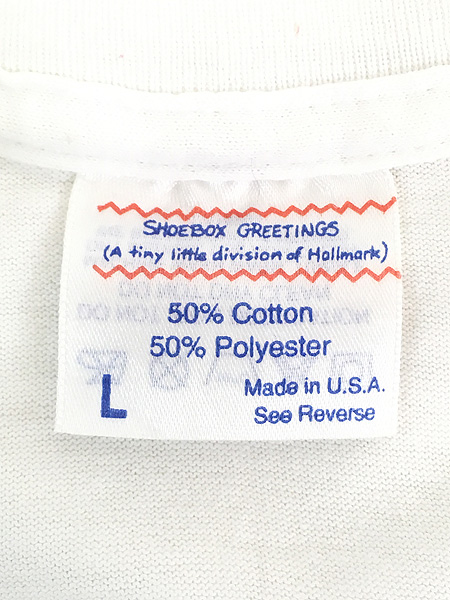 SHOEBOX GREETINGS
(A tiny little division of Hallmark)
50% Cotton
50% Polyester
L
Made in U.S.A.
See Reverse